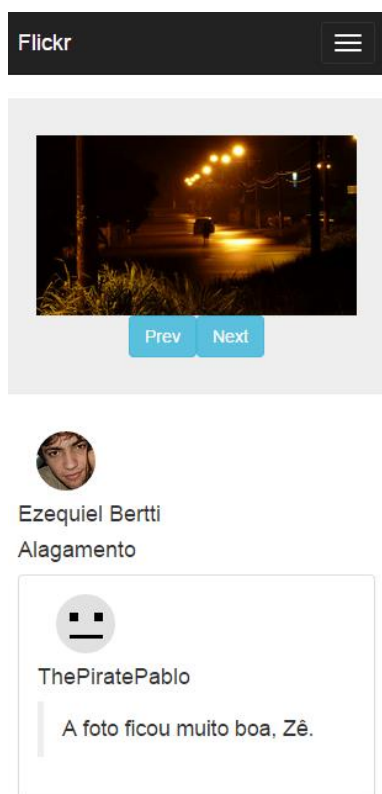 Flickr
Prev Next
Ezequiel Bertti
Alagamento
ThePiratePablo
A foto ficou muito boa, Zê.